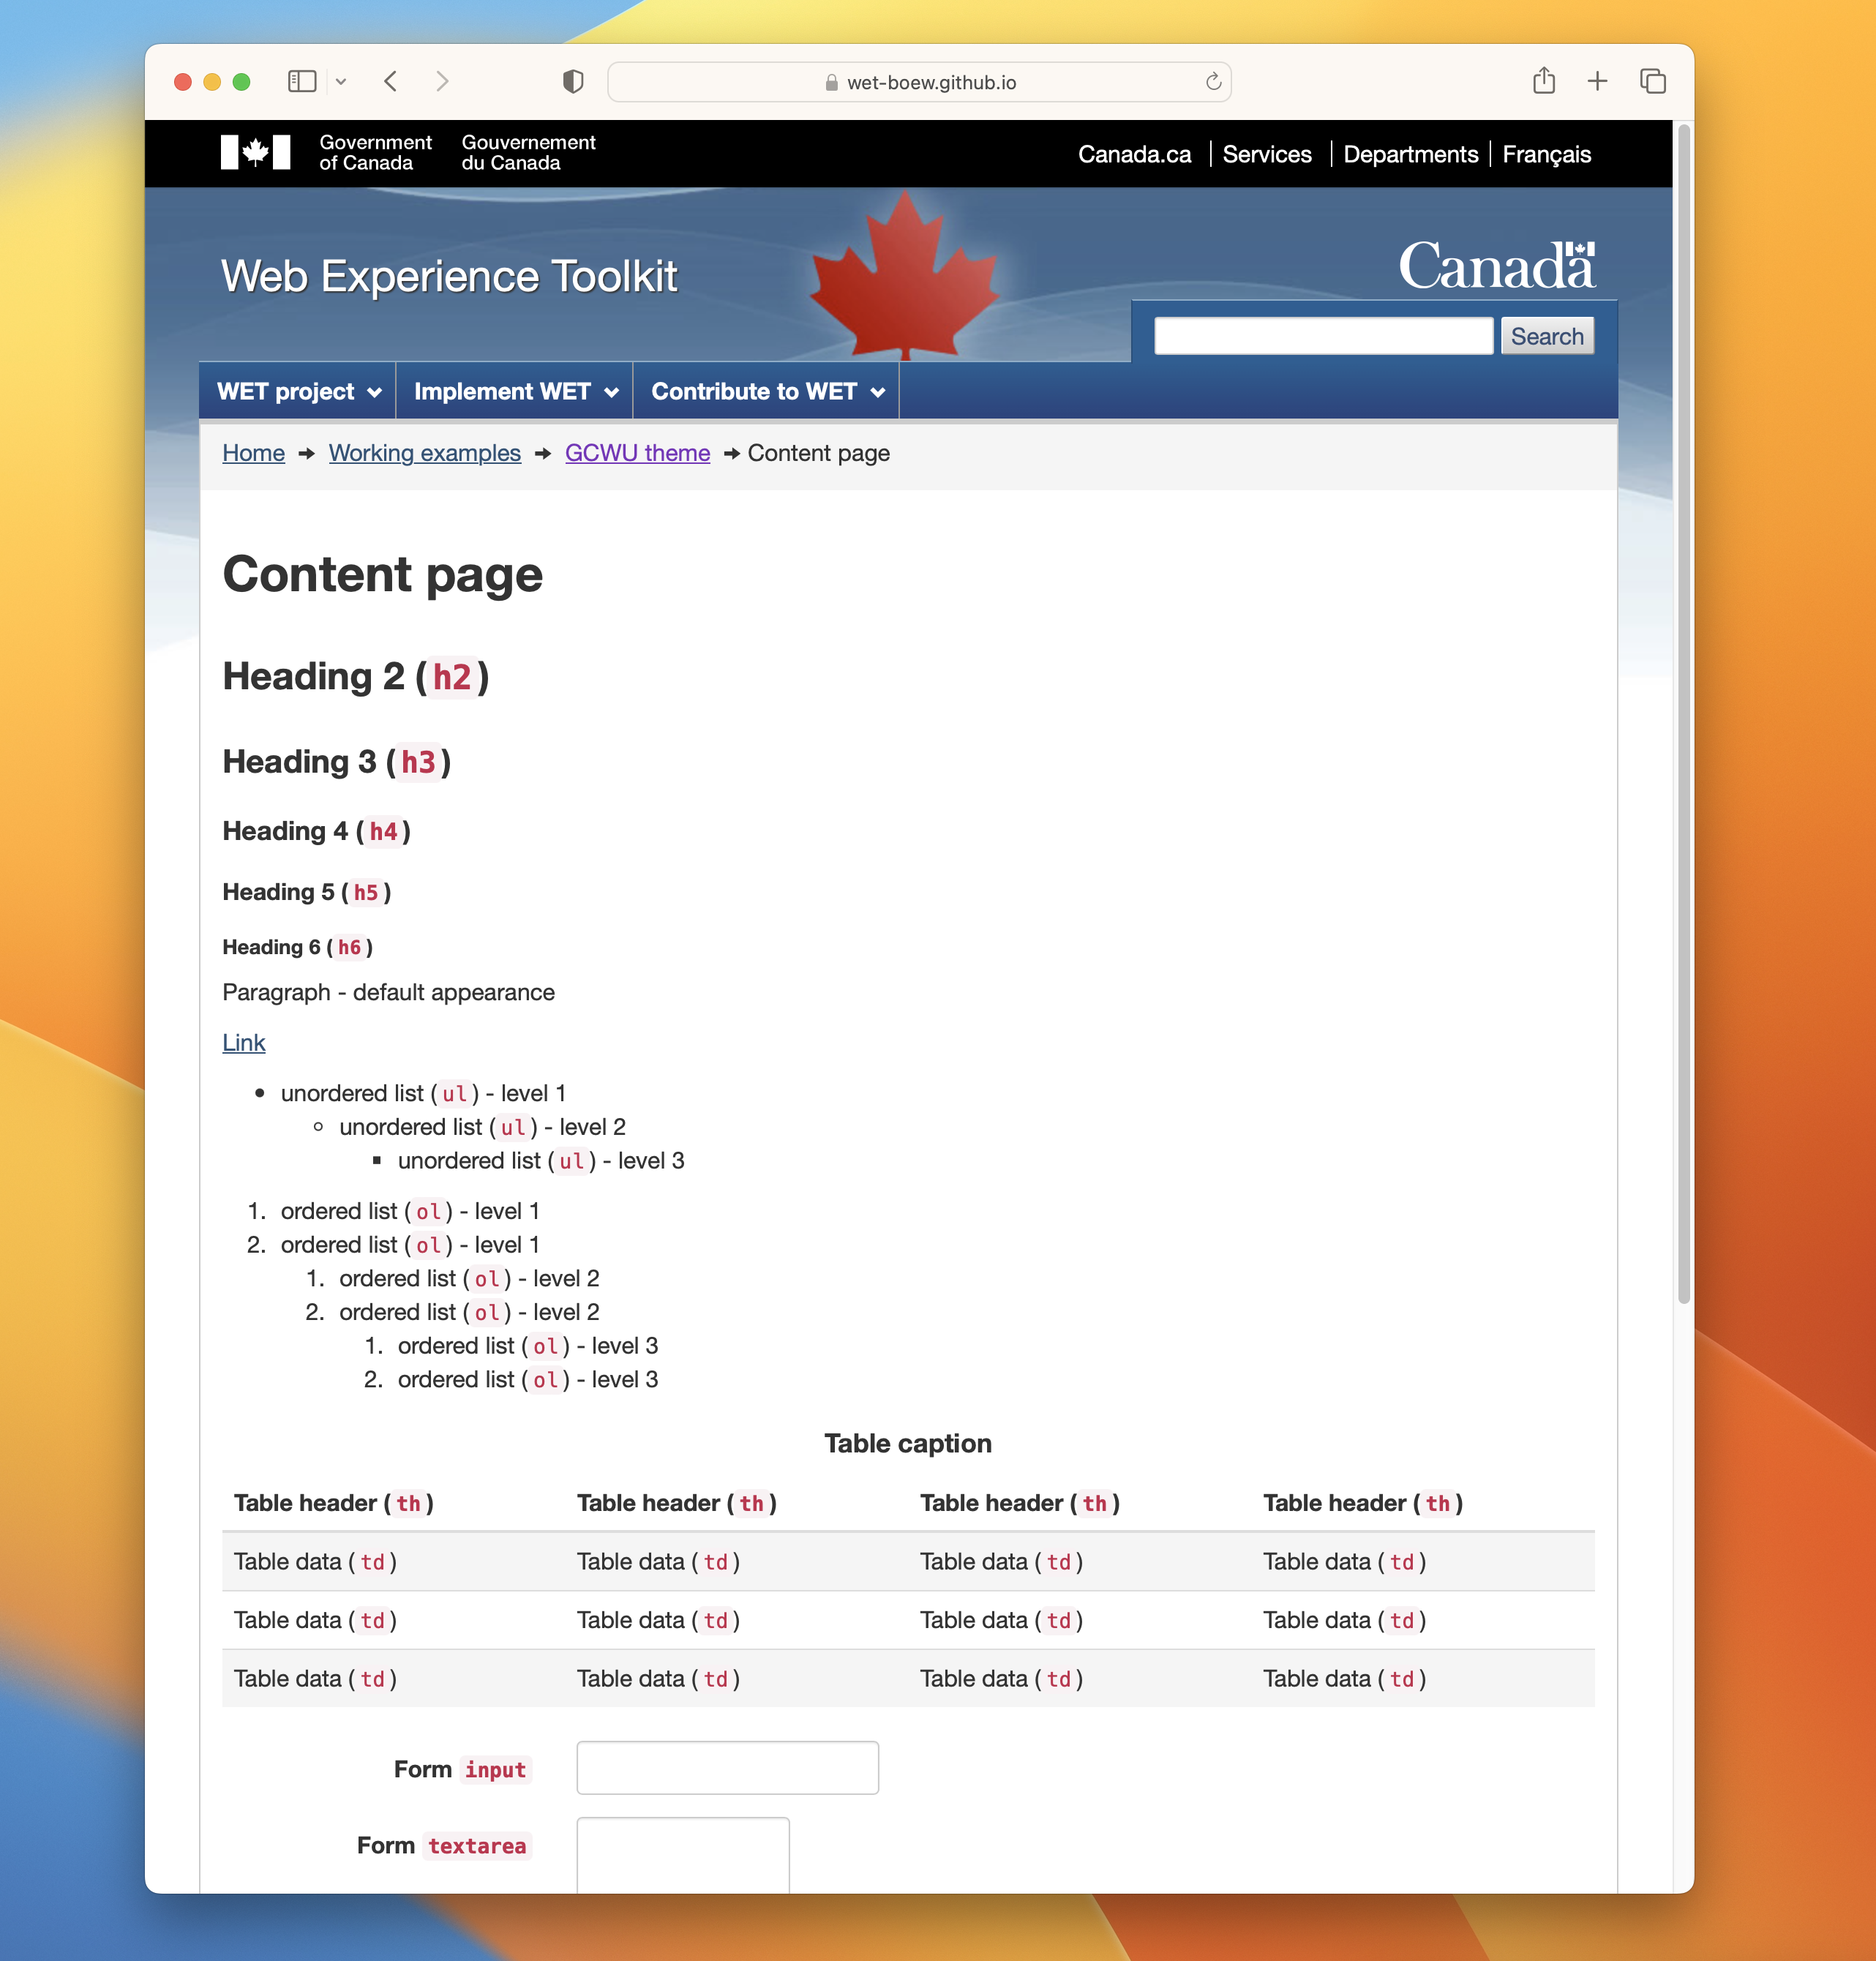 wet-boew.github.io
Government of Canada
Gouvernement du Canada
Canada.ca Services Departments Français
Web Experience Toolkit
Canada
Search
WET project Implement WET Contribute to WET
Home ➜ Working examples ➜ GCWU theme ➜ Content page
Content page
Heading 2 (h2)
Heading 3 (h3)
Heading 4 (h4)
Heading 5 (h5)
Heading 6 (h6)
Paragraph - default appearance
Link
• unordered list (ul) - level 1
◦ unordered list (ul) - level 2
▪ unordered list (ul) - level 3
1. ordered list (ol) - level 1
2. ordered list (ol) - level 1
1. ordered list (ol) - level 2
2. ordered list (ol) - level 2
1. ordered list (ol) - level 3
2. ordered list (ol) - level 3
Table caption
Table header (th) Table header (th) Table header (th) Table header (th)
Table data (td) Table data (td) Table data (td) Table data (td)
Table data (td) Table data (td) Table data (td) Table data (td)
Table data (td) Table data (td) Table data (td) Table data (td)
Form input
Form textarea